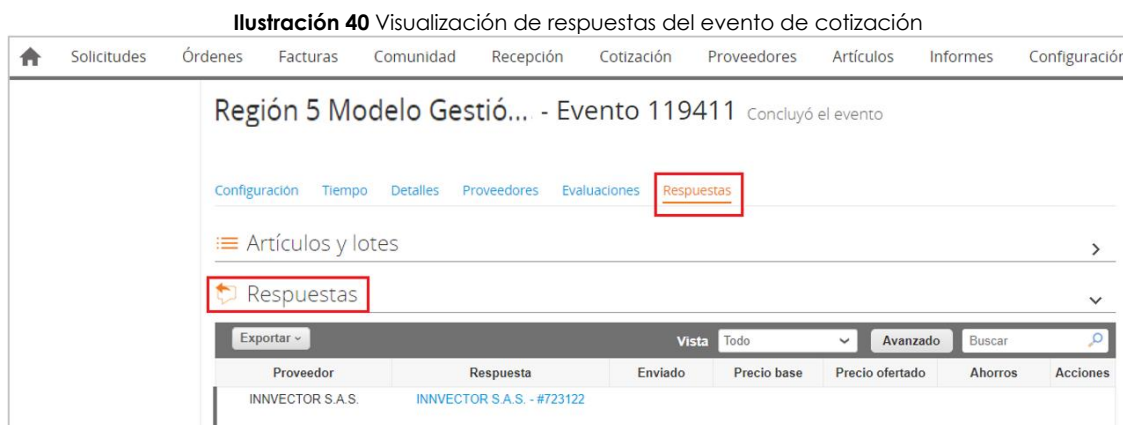 Ilustración 40 Visualización de respuestas del evento de cotización
Solicitudes Órdenes Facturas Comunidad Recepción Cotización Proveedores Artículos Informes Configuración
Región 5 Modelo Gestió... - Evento 119411 Concluyó el evento
Configuración Tiempo Detalles Proveedores Evaluaciones Respuestas
Artículos y lotes
Respuestas
Exportar Vista Todo Avanzado Buscar
Proveedor Respuesta Enviado Precio base Precio ofertado Ahorros Acciones
INNVECTOR S.A.S. INNVECTOR S.A.S. - #723122